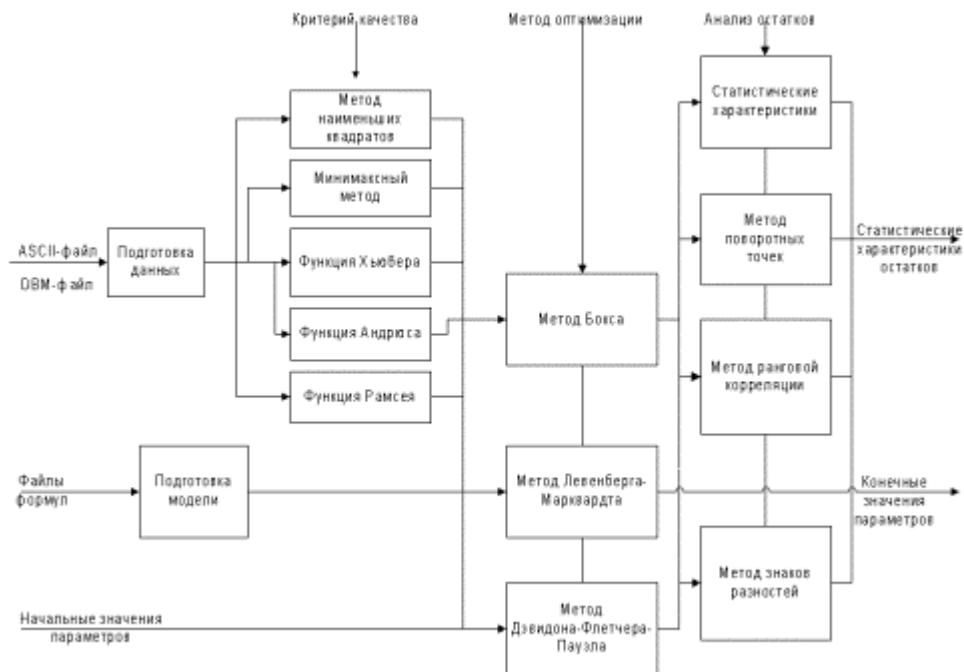 Критерий качества
Метод оптимизации
Анализ остатков
Метод
наименьших
квадратов
Статистические
характеристики
Минимаксный
метод
ASCII-файл
DBM-файл
Подготовка
данных
Функция Хьюбера
Метод
поворотных
точек
Статистические
характеристики
остатков
Функция Андрюса
Метод Бокса
Функция Рамсея
Метод ранговой
корреляции
Файлы
формул
Подготовка
модели
Метод Левенберга-
Марквардта
Конечные
значения
параметров
Метод знаков
разностей
Начальные значения
параметров
Метод
Дэвидона-Флетчера-
Пауэла